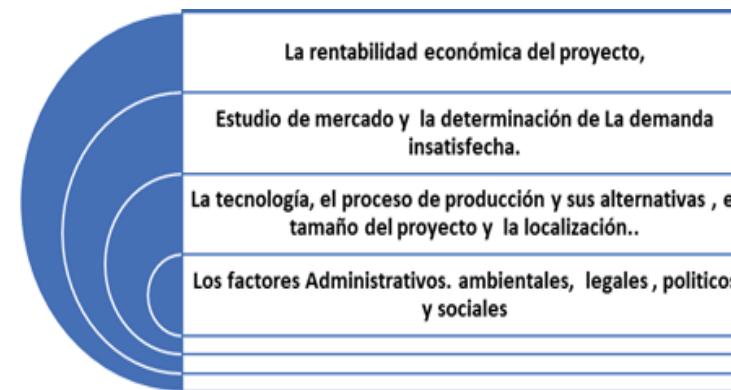 La rentabilidad económica del proyecto,
Estudio de mercado y la determinación de La demanda
insatisfecha.
La tecnología, el proceso de producción y sus alternativas , e
tamaño del proyecto y la localización..
Los factores Administrativos. ambientales, legales , politicos
y sociales